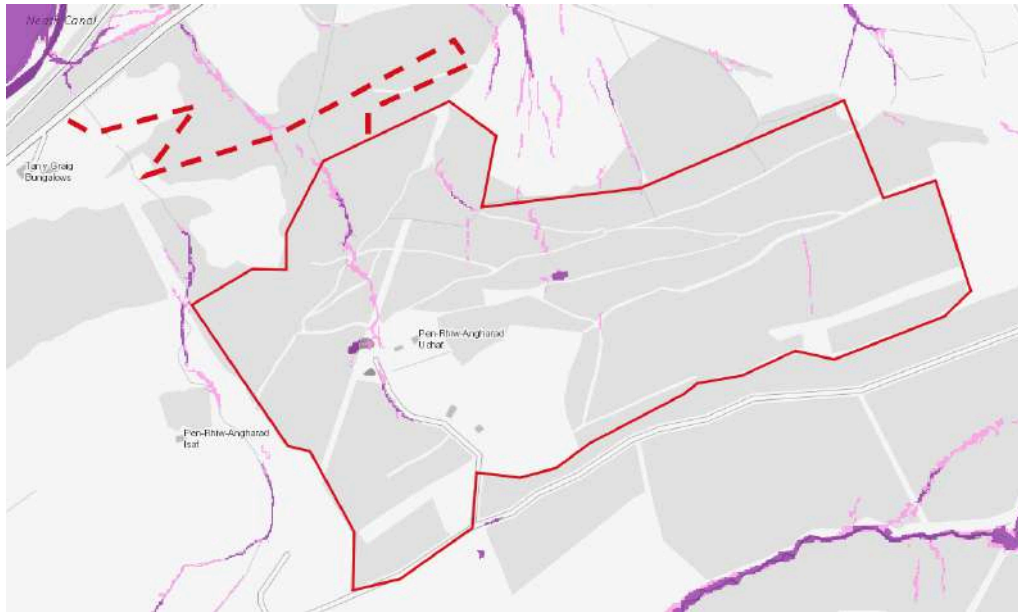 Neath Canal
Tan y Graig
Bungalows
Pen-Rhiw-Angharad
Uchaf
Pen-Rhiw-Angharad
Isaf